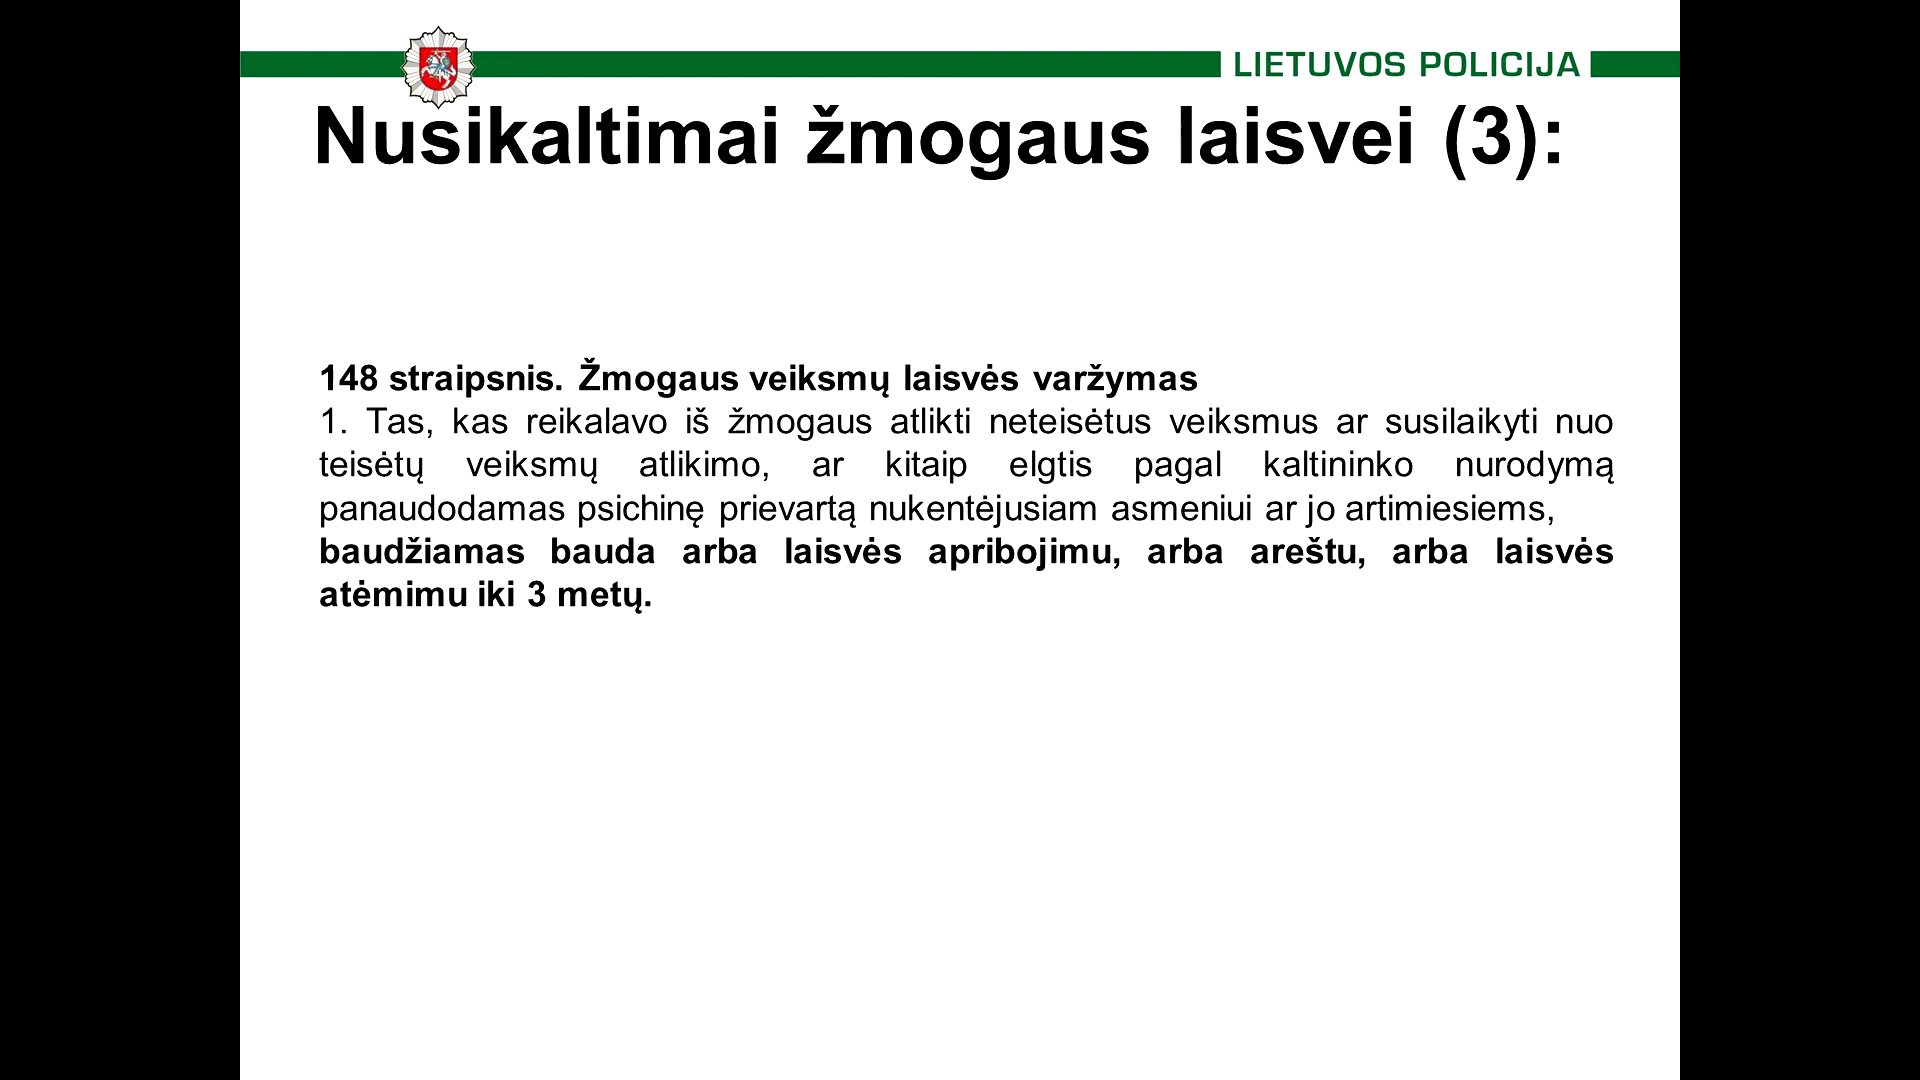 LIETUVOS POLICIJA
Nusikaltimai žmogaus laisvei (3):
148 straipsnis. Žmogaus veiksmų laisvės varžymas
1. Tas, kas reikalavo iš žmogaus atlikti neteisėtus veiksmus ar susilaikyti nuo
teisėtų veiksmų atlikimo, ar kitaip elgtis pagal kaltininko nurodymą
panaudodamas psichinę prievartą nukentėjusiam asmeniui ar jo artimiesiems,
baudžiamas bauda arba laisvės apribojimu, arba areštu, arba laisvės
atėmimu iki 3 metų.